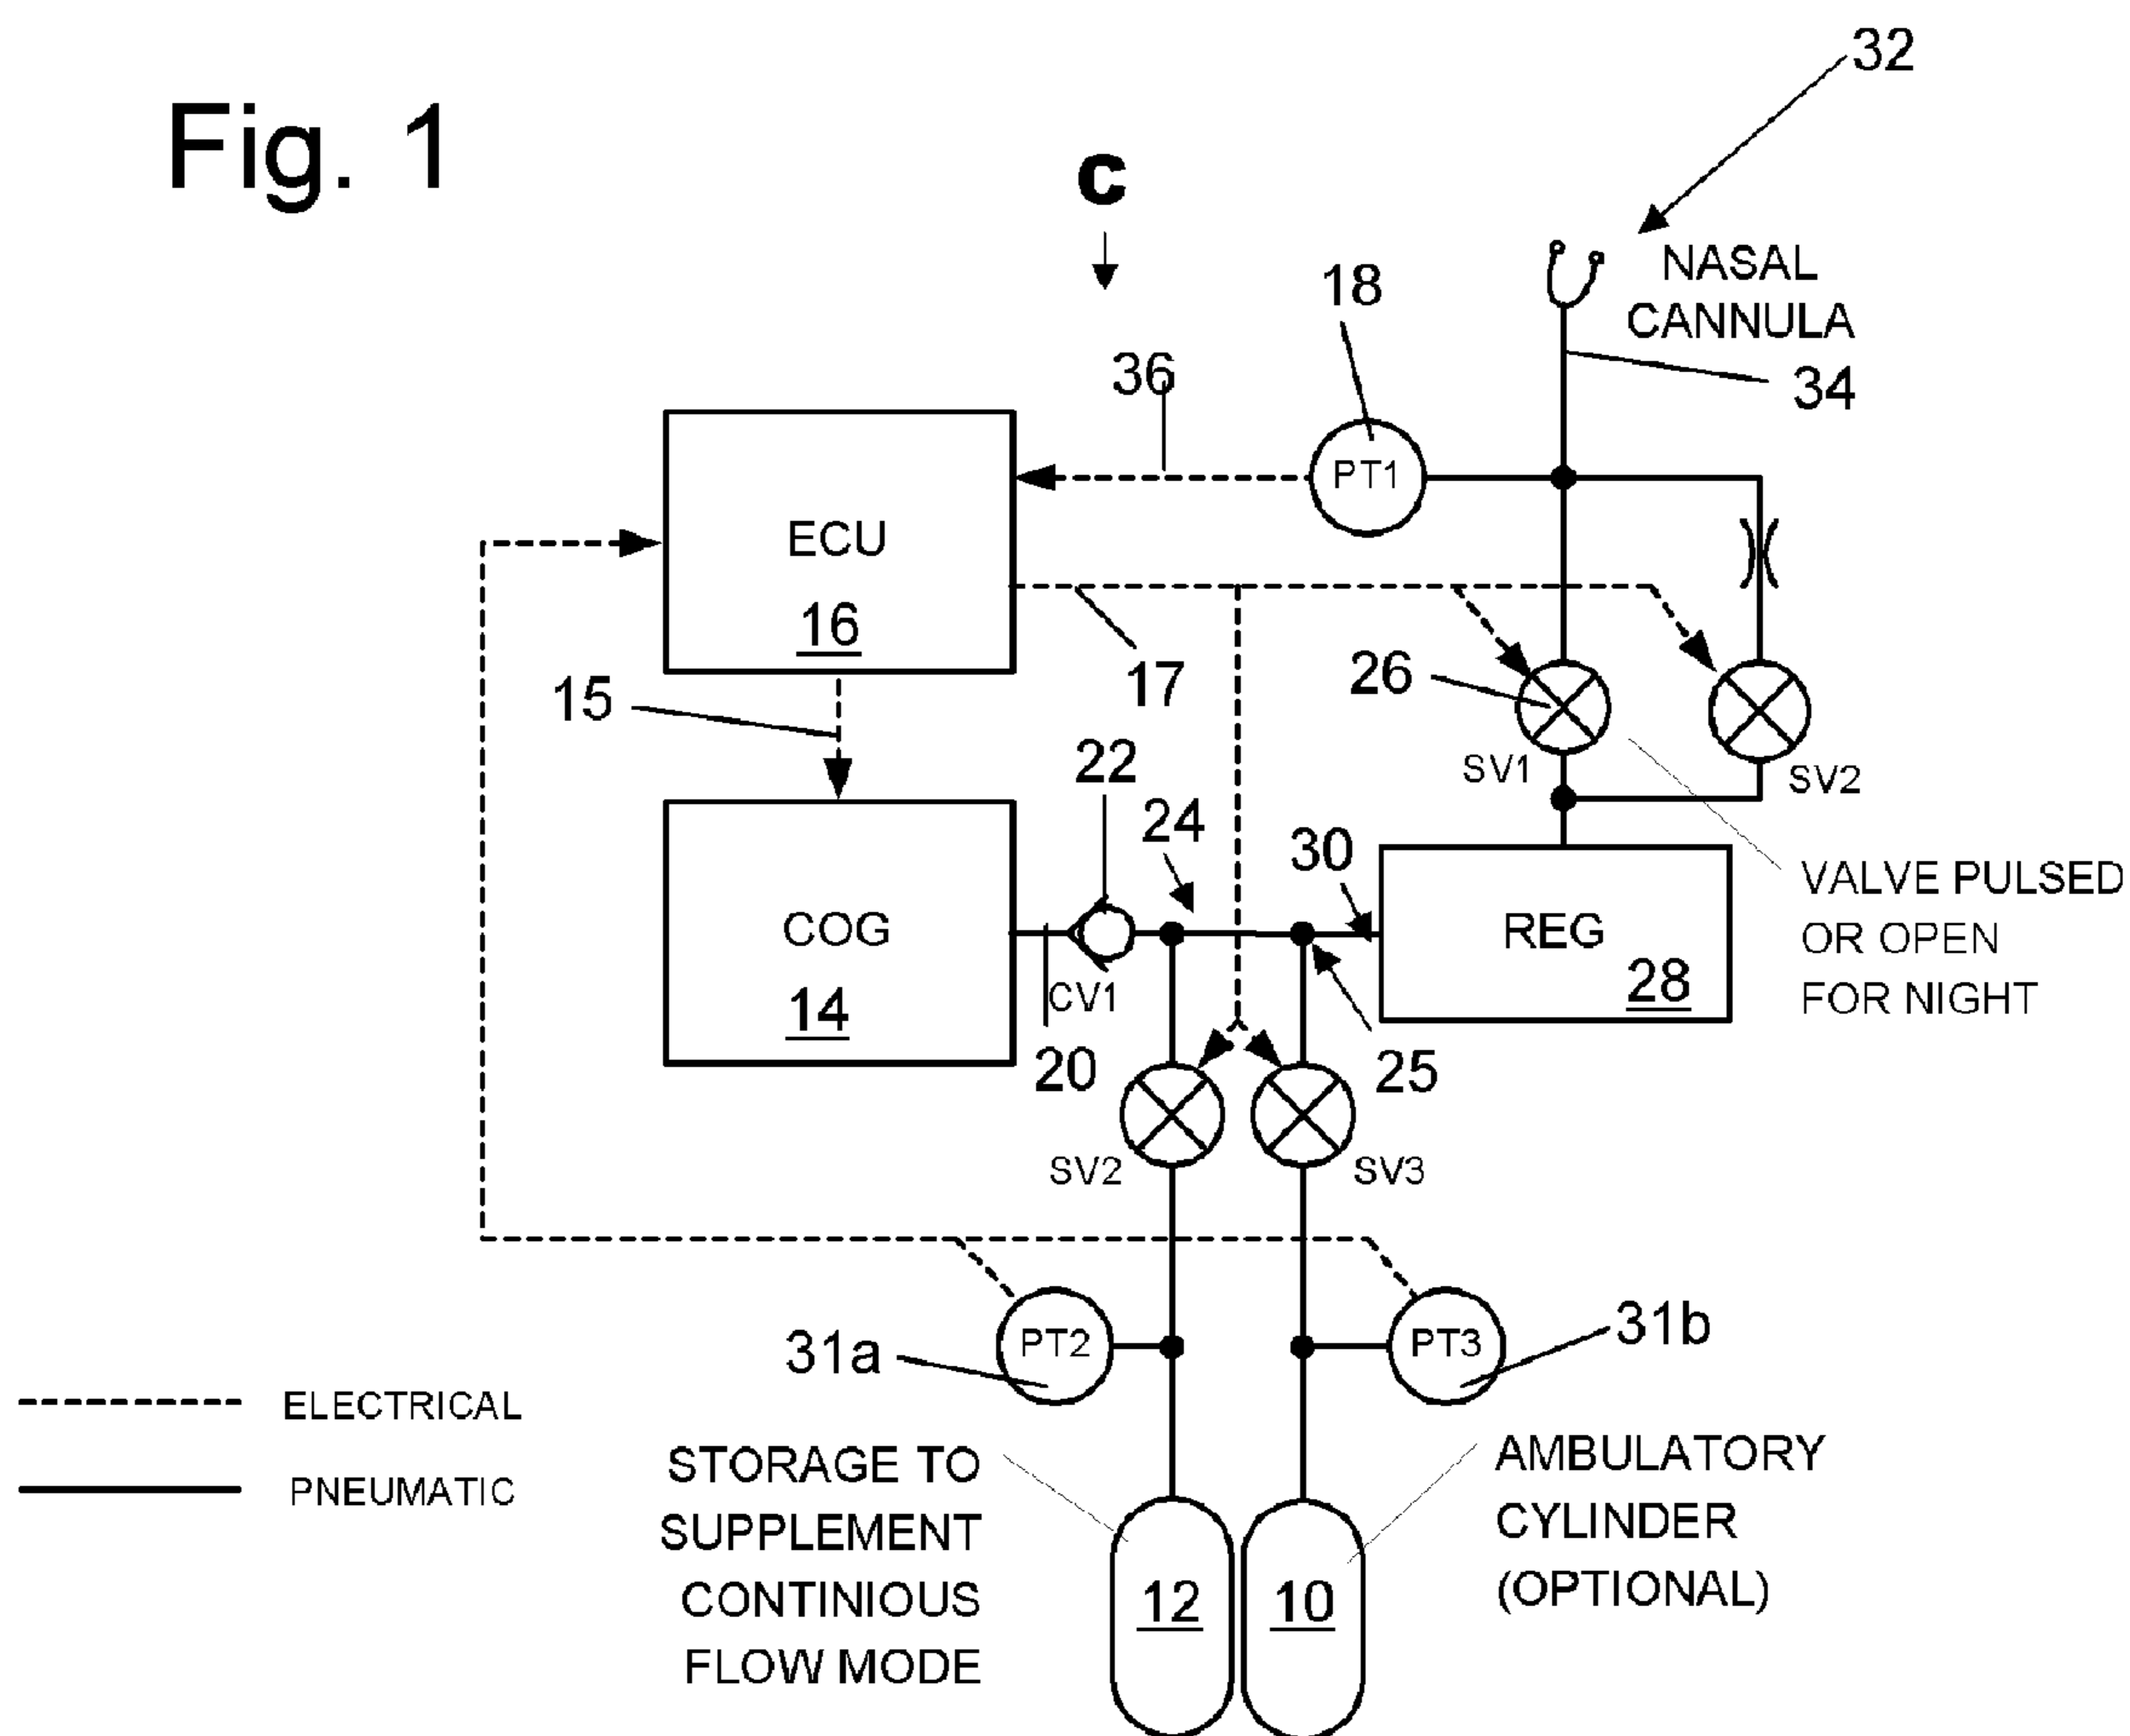 Fig. 1
32
C
NASAL
CANNULA
18
34
36
PT1
ECU
16
17
26
15
SV1
SV2
22
24
30
VALVE PULSED
OR OPEN
FOR NIGHT
COG
14
CV1
REG
28
20
25
SV2
SV3
PT2
31a
PT3
31b
ELECTRICAL
PNEUMATIC
STORAGE TO
SUPPLEMENT
CONTINIOUS
FLOW MODE
AMBULATORY
CYLINDER
(OPTIONAL)
12
10